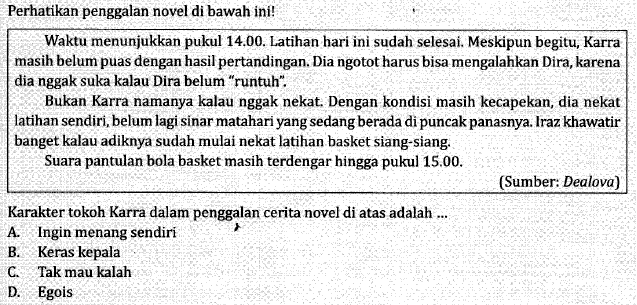 Perhatikan penggalan novel di bawah ini!
Waktu menunjukkan pukul 14.00. Latihan hari ini sudah selesai. Meskipun begitu, Karra
masih belum puas dengan hasil pertandingan. Dia ngotot harus bisa mengalahkan Dira, karena
dia nggak suka kalau Dira belum “runtuh”.
Bukan Karra namanya kalau nggak nekat. Dengan kondisi masih kecapekan, dia nekat
latihan sendiri, belum lagi sinar matahari yang sedang berada di puncak panasnya. Iraz khawatir
banget kalau adiknya sudah mulai nekat latihan basket siang-siang.
Suara pantulan bola basket masih terdengar hingga pukul 15.00.
(Sumber: Dealova)
Karakter tokoh Karra dalam penggalan cerita novel di atas adalah ...
A. Ingin menang sendiri
B. Keras kepala
C. Tak mau kalah
D. Egois